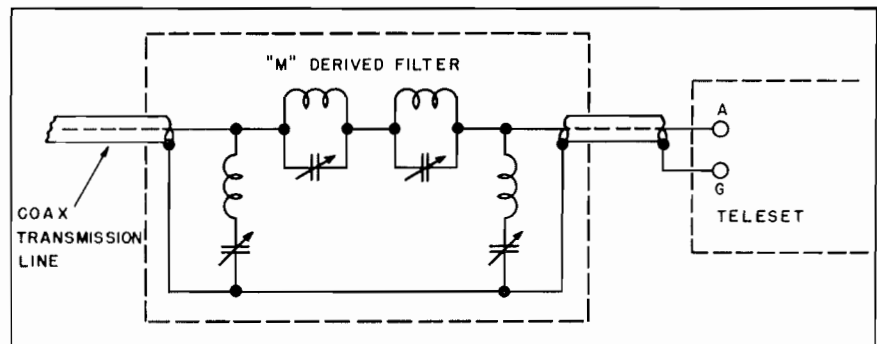 "M" DERIVED FILTER
A
G
TELESET
COAX
TRANSMISSION
LINE